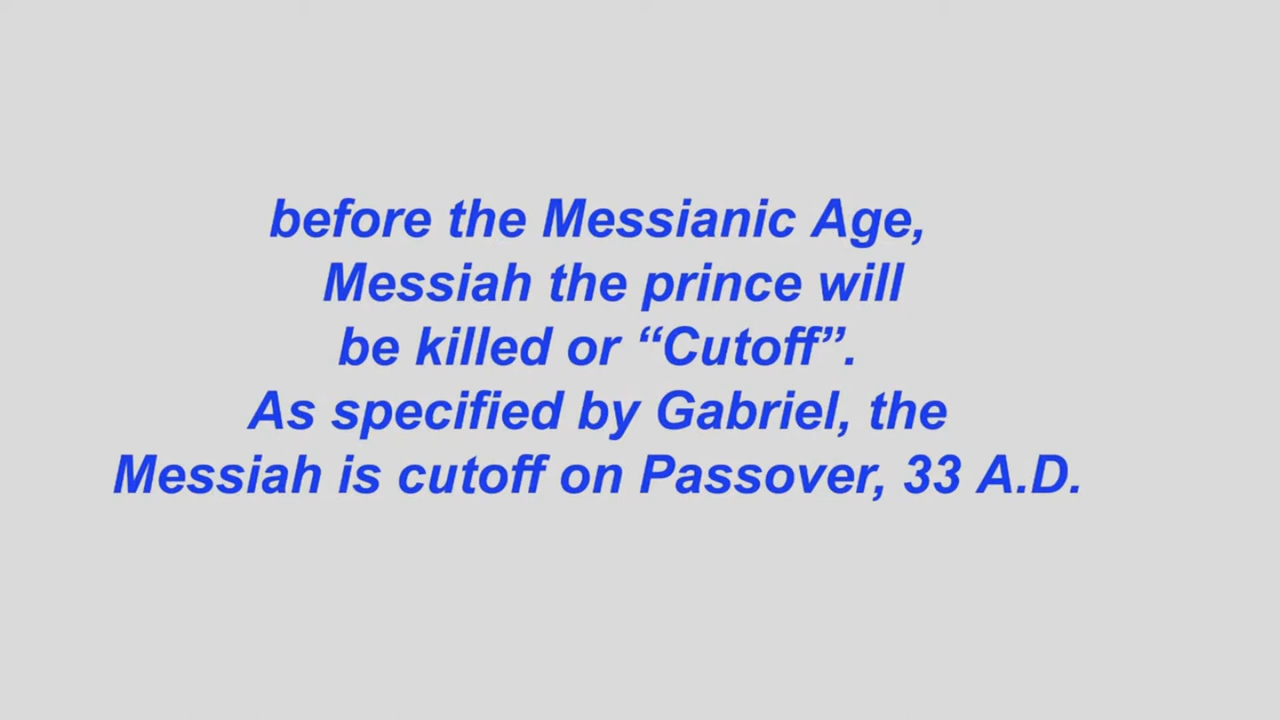 before the Messianic Age,
Messiah the prince will
be killed or “Cutoff”.
As specified by Gabriel, the
Messiah is cutoff on Passover, 33 A.D.